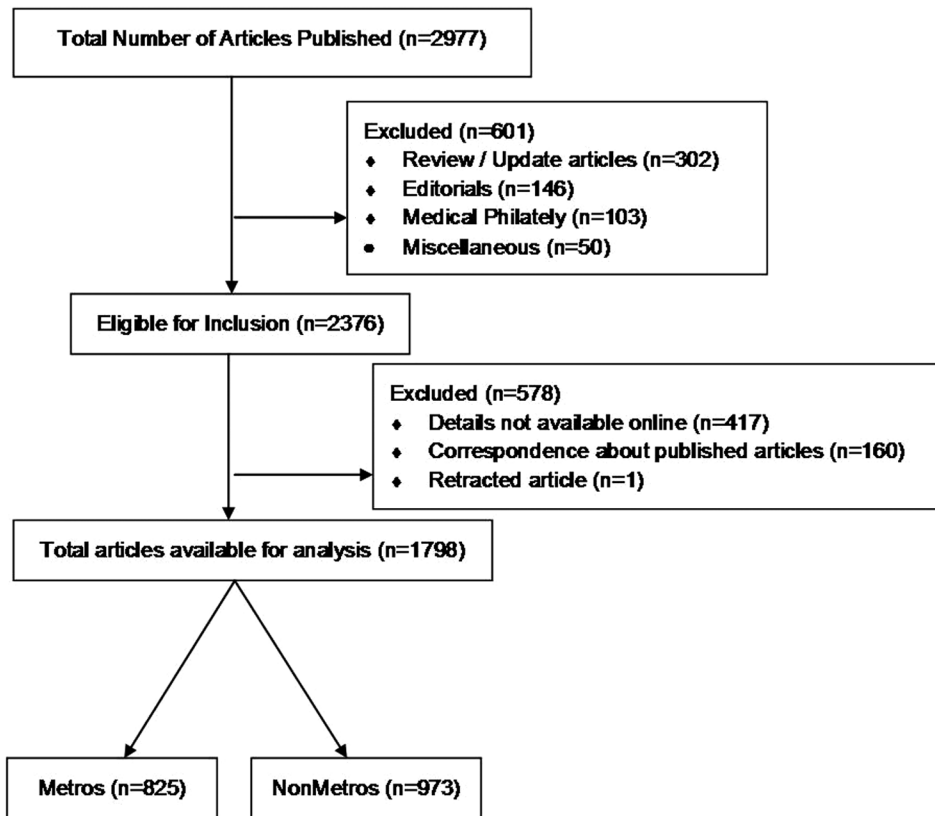 Total Number of Articles Published (n=2977)
Excluded (n=601)
♦ Review / Update articles (n=302)
♦ Editorials (n=146)
♦ Medical Philately (n=103)
● Miscellaneous (n=50)
Eligible for Inclusion (n=2376)
Excluded (n=578)
♦ Details not available online (n=417)
♦ Correspondence about published articles (n=160)
♦ Retracted article (n=1)
Total articles available for analysis (n=1798)
Metros (n=825)
NonMetros (n=973)